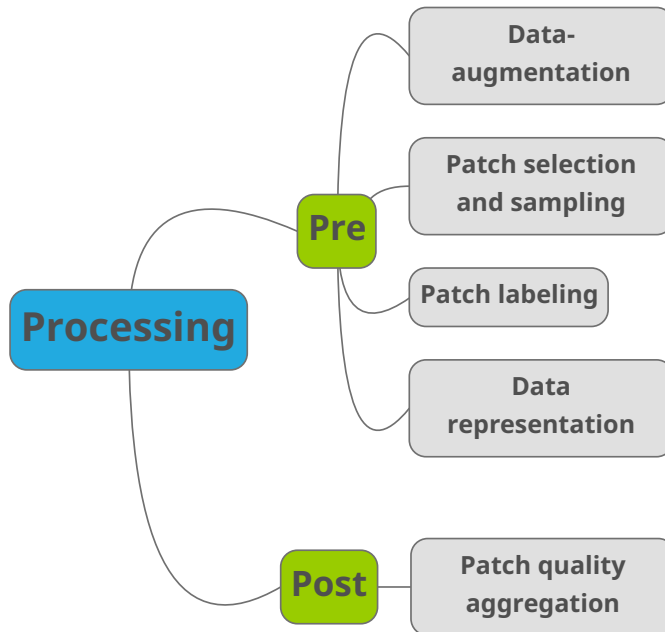 Data-
augmentation
Patch selection
and sampling
Pre
Patch labeling
Processing
Data
representation
Post
Patch quality
aggregation